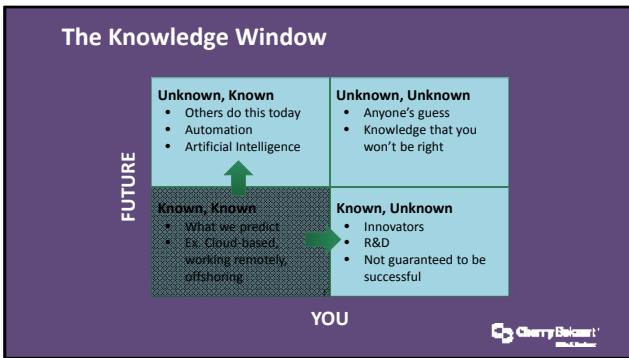 The Knowledge Window
Unknown, Known
• Others do this today
• Automation
• Artificial Intelligence
Unknown, Unknown
• Anyone's guess
• Knowledge that you
won't be right
FUTURE
Known, Known
• What we predict
• Ex. Cloud-based,
working remotely,
offshoring
Known, Unknown
• Innovators
• R&D
• Not guaranteed to be
successful
YOU
Cherry Bekaert